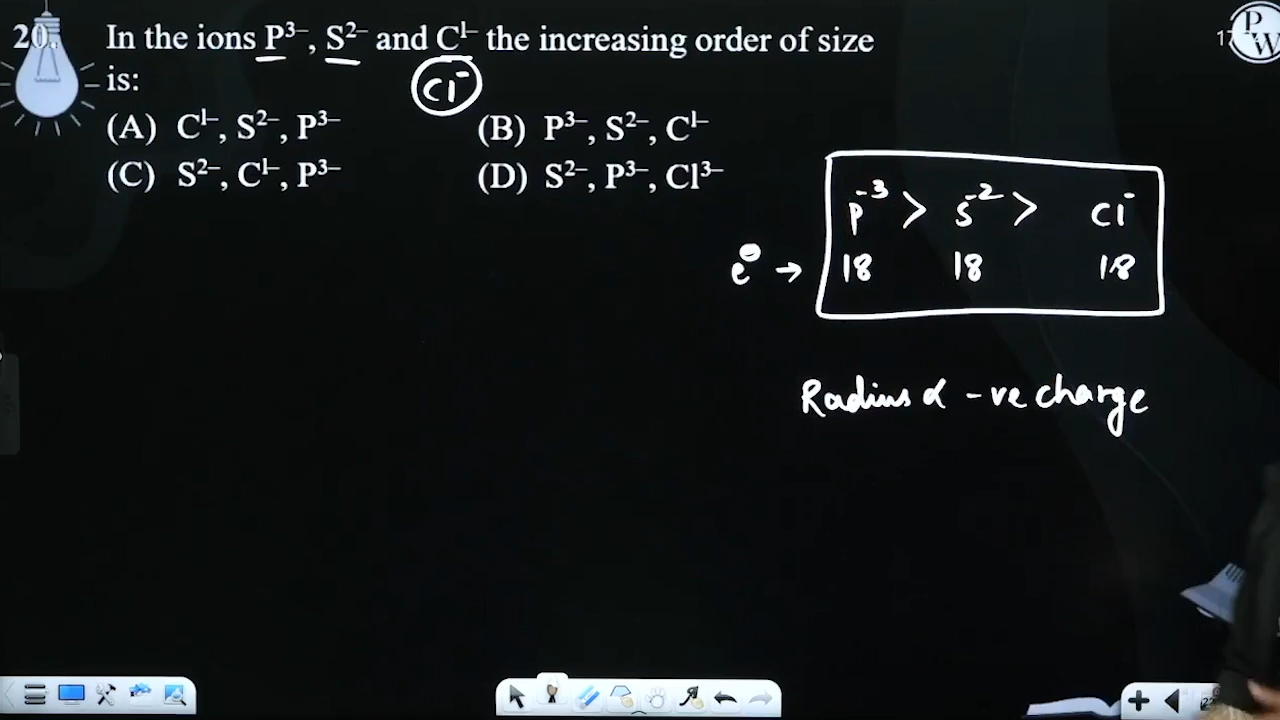 20. In the ions P³⁻, S²⁻ and Cˡ⁻ the increasing order of size
is:
Cl⁻
(A) Cˡ⁻, S²⁻, P³⁻ (B) P³⁻, S²⁻, Cˡ⁻
(C) S²⁻, Cˡ⁻, P³⁻ (D) S²⁻, P³⁻, Cl³⁻
P⁻³ > S⁻² > Cl⁻
e⊖ → 18 18 18
Radius α -ve charge
P
W